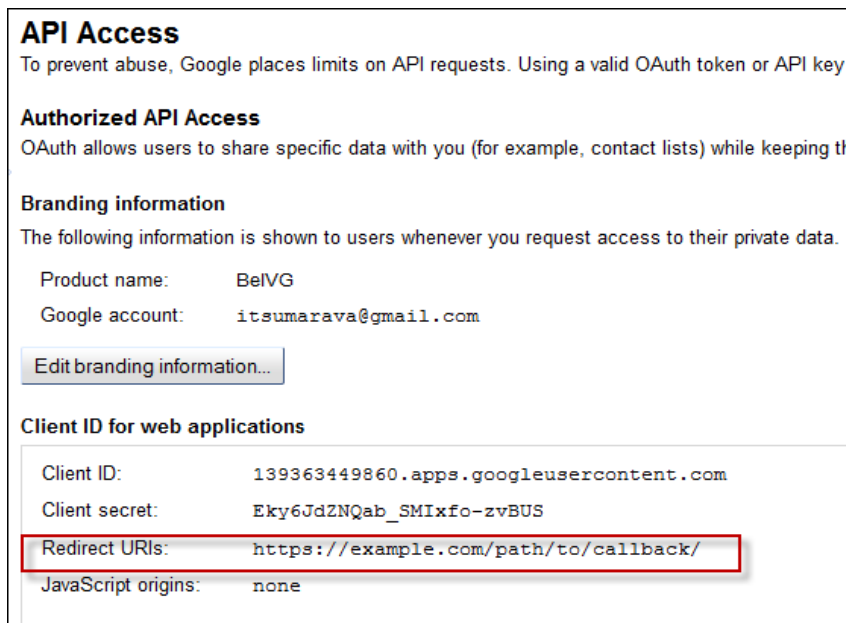 API Access
To prevent abuse, Google places limits on API requests. Using a valid OAuth token or API key
Authorized API Access
OAuth allows users to share specific data with you (for example, contact lists) while keeping th
Branding information
The following information is shown to users whenever you request access to their private data.
Product name: BelVG
Google account: itsumarava@gmail.com
Edit branding information...
Client ID for web applications
Client ID: 139363449860.apps.googleusercontent.com
Client secret: Eky6JdZNQab_SMIxfo-zvBUS
Redirect URIs: https://example.com/path/to/callback/
JavaScript origins: none